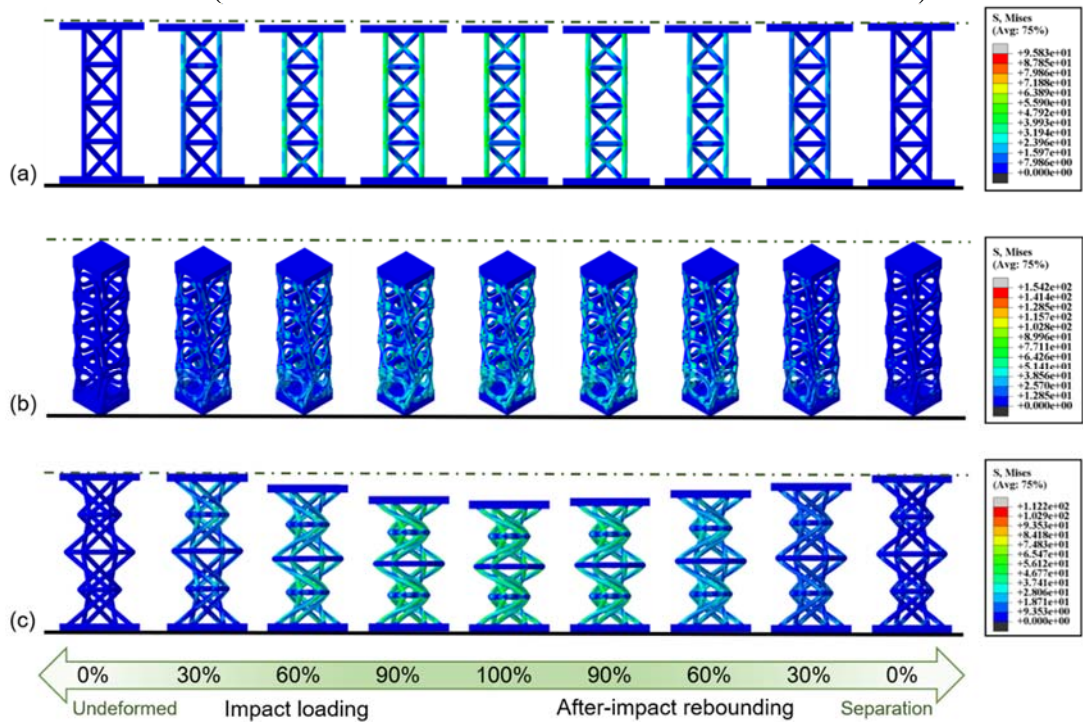 S, Mises
(Avg: 75%)
+9.583e+01
+8.785e+01
+7.986e+01
+7.188e+01
+6.389e+01
+5.590e+01
+4.792e+01
+3.993e+01
+3.194e+01
+2.396e+01
+1.597e+01
+7.986e+00
+0.000e+00
(a)
S, Mises
(Avg: 75%)
+1.542e+02
+1.414e+02
+1.285e+02
+1.157e+02
+1.028e+02
+8.996e+01
+7.711e+01
+6.426e+01
+5.141e+01
+3.856e+01
+2.570e+01
+1.285e+01
+0.000e+00
(b)
S, Mises
(Avg: 75%)
+1.122e+02
+1.029e+02
+9.353e+01
+8.418e+01
+7.483e+01
+6.547e+01
+5.612e+01
+4.677e+01
+3.741e+01
+2.806e+01
+1.871e+01
+9.353e+00
+0.000e+00
(c)
0% 30% 60% 90% 100% 90% 60% 30% 0%
Undeformed Impact loading After-impact rebounding Separation